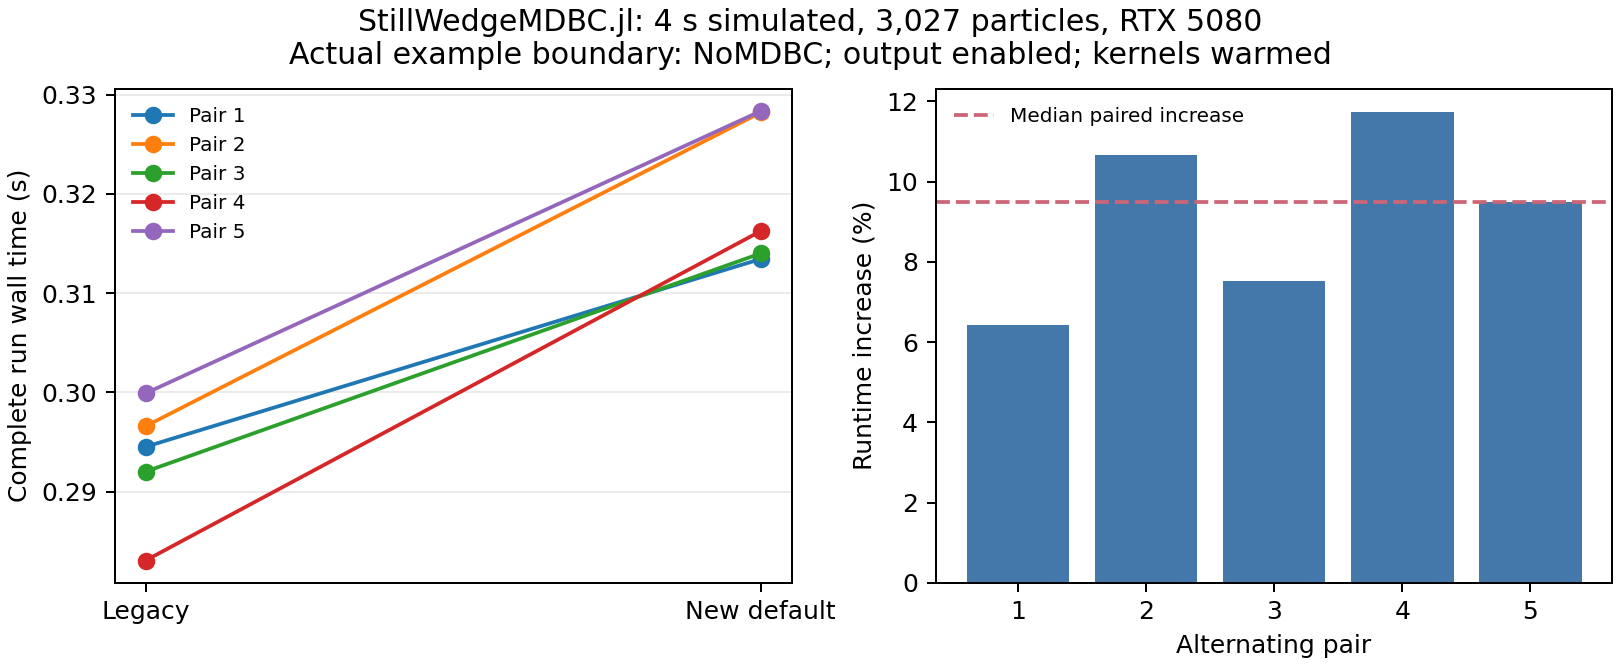 StillWedgeMDBC.jl: 4 s simulated, 3,027 particles, RTX 5080
Actual example boundary: NoMDBC; output enabled; kernels warmed
Complete run wall time (s)
0.33
0.32
0.31
0.30
0.29
Pair 1
Pair 2
Pair 3
Pair 4
Pair 5
Legacy
New default
Runtime increase (%)
12
10
8
6
4
2
0
Median paired increase
1
2
3
4
5
Alternating pair